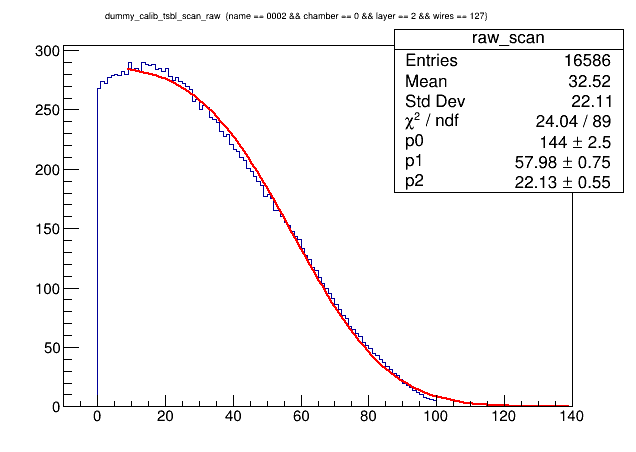 dummy_calib_tsbl_scan_raw (name == 0002 && chamber == 0 && layer == 2 && wires == 127)
raw_scan
Entries 16586
Mean 32.52
Std Dev 22.11
χ² / ndf 24.04 / 89
p0 144 ± 2.5
p1 57.98 ± 0.75
p2 22.13 ± 0.55
300
250
200
150
100
50
0
0 20 40 60 80 100 120 140